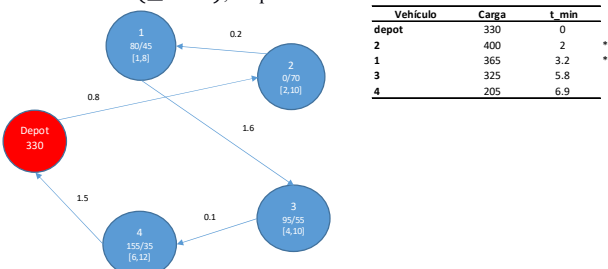 1
80/45
[1,8]
0.2
2
0/70
[2,10]
0.8
Depot
330
1.6
1.5
0.1
3
95/55
[4,10]
4
155/35
[6,12]
Vehículo Carga t_min
depot 330 0
2 400 2 *
1 365 3.2 *
3 325 5.8
4 205 6.9